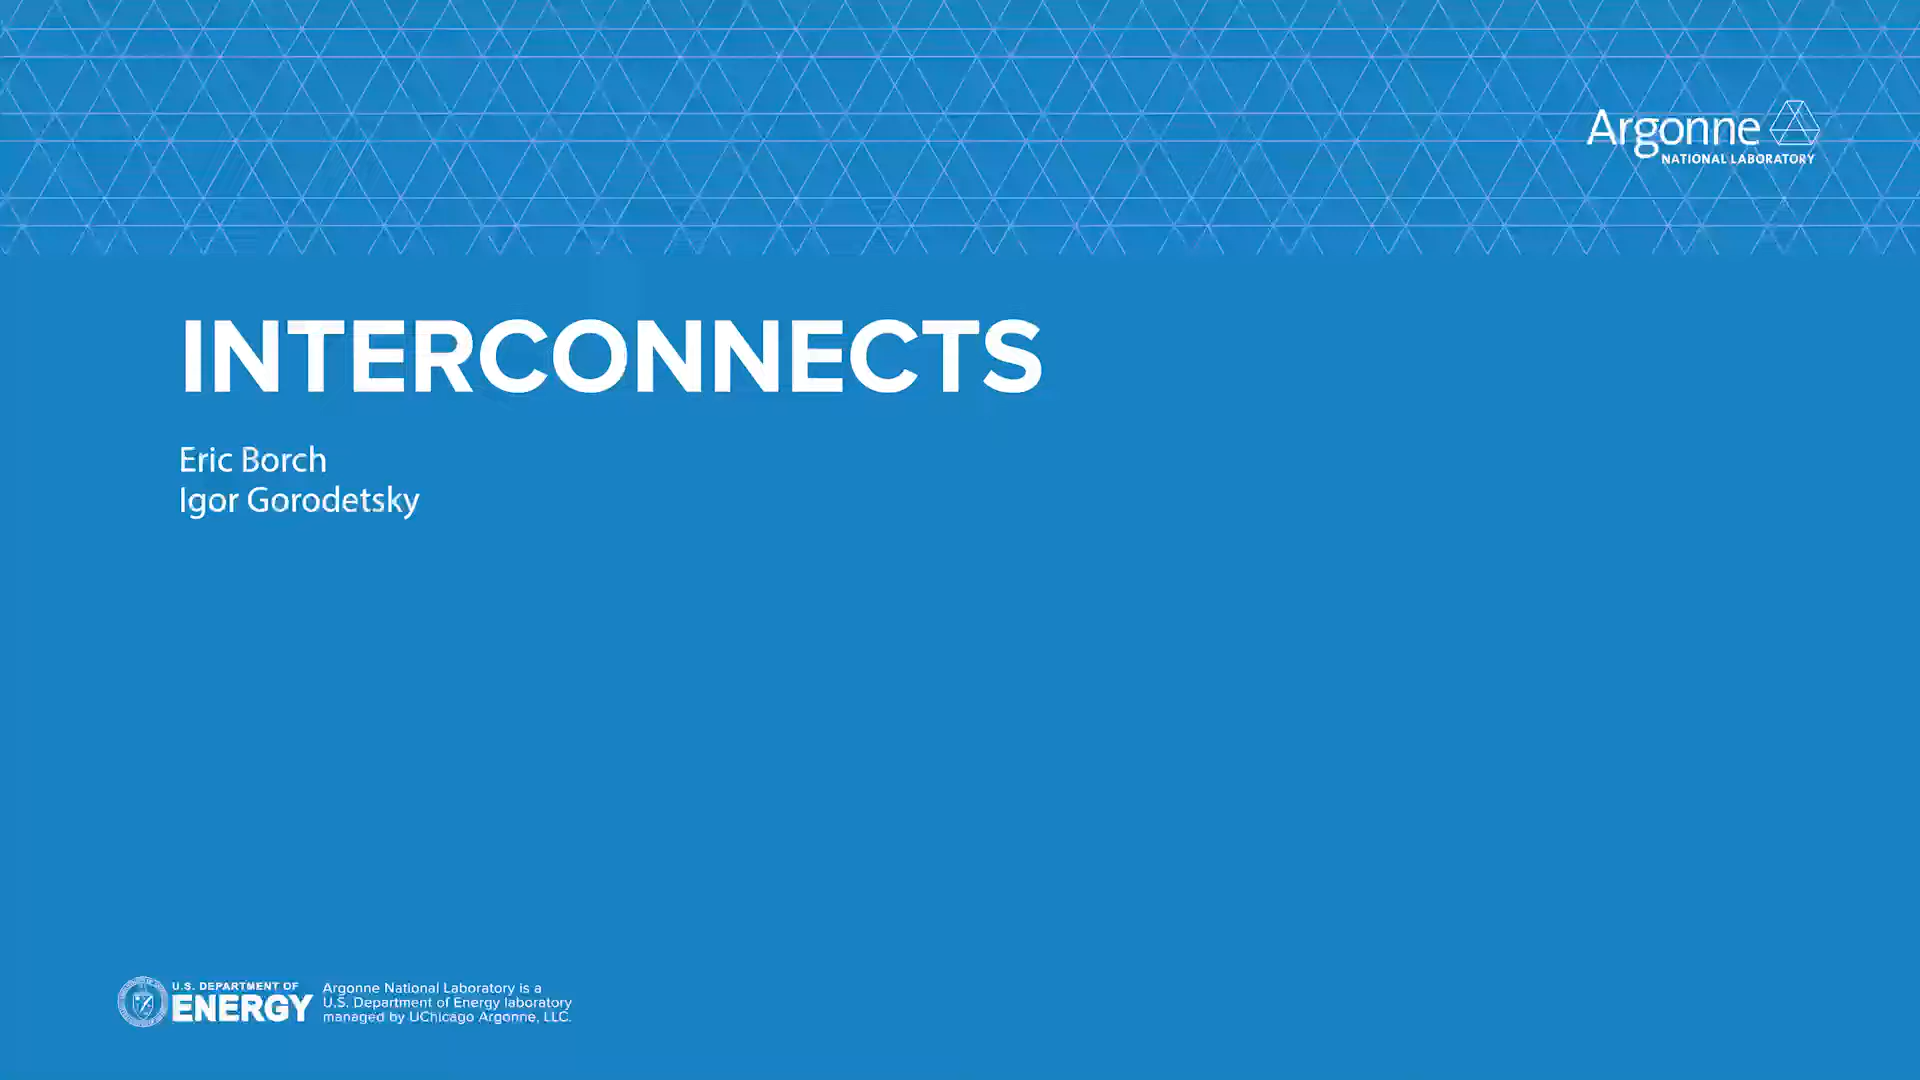 Argonne
NATIONAL LABORATORY
INTERCONNECTS
Eric Borch
Igor Gorodetsky
U.S. DEPARTMENT OF
ENERGY
Argonne National Laboratory is a
U.S. Department of Energy laboratory
managed by UChicago Argonne, LLC.